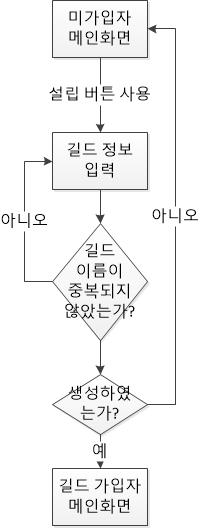 미가입자
메인화면
설립 버튼 사용
길드 정보
입력
아니오
아니오
길드
이름이
중복되지
않았는가?
생성하였
는가?
예
길드 가입자
메인화면